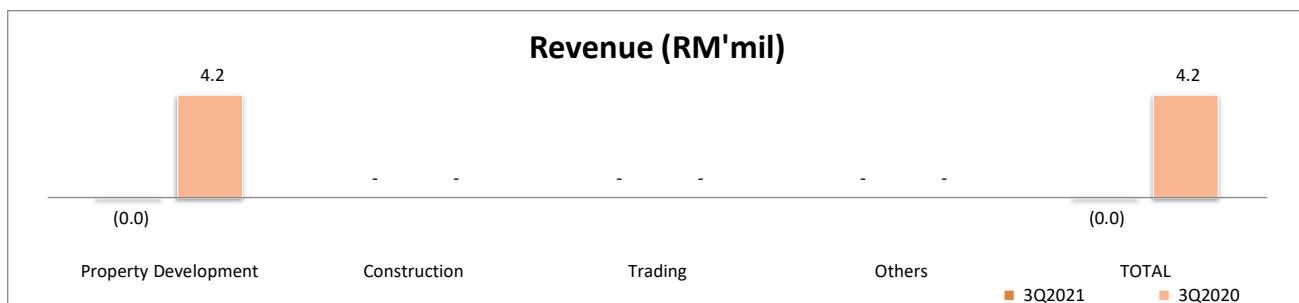 Revenue (RM'mil)
4.2 4.2
- - - - - -
(0.0) (0.0)
Property Development Construction Trading Others TOTAL
3Q2021 3Q2020